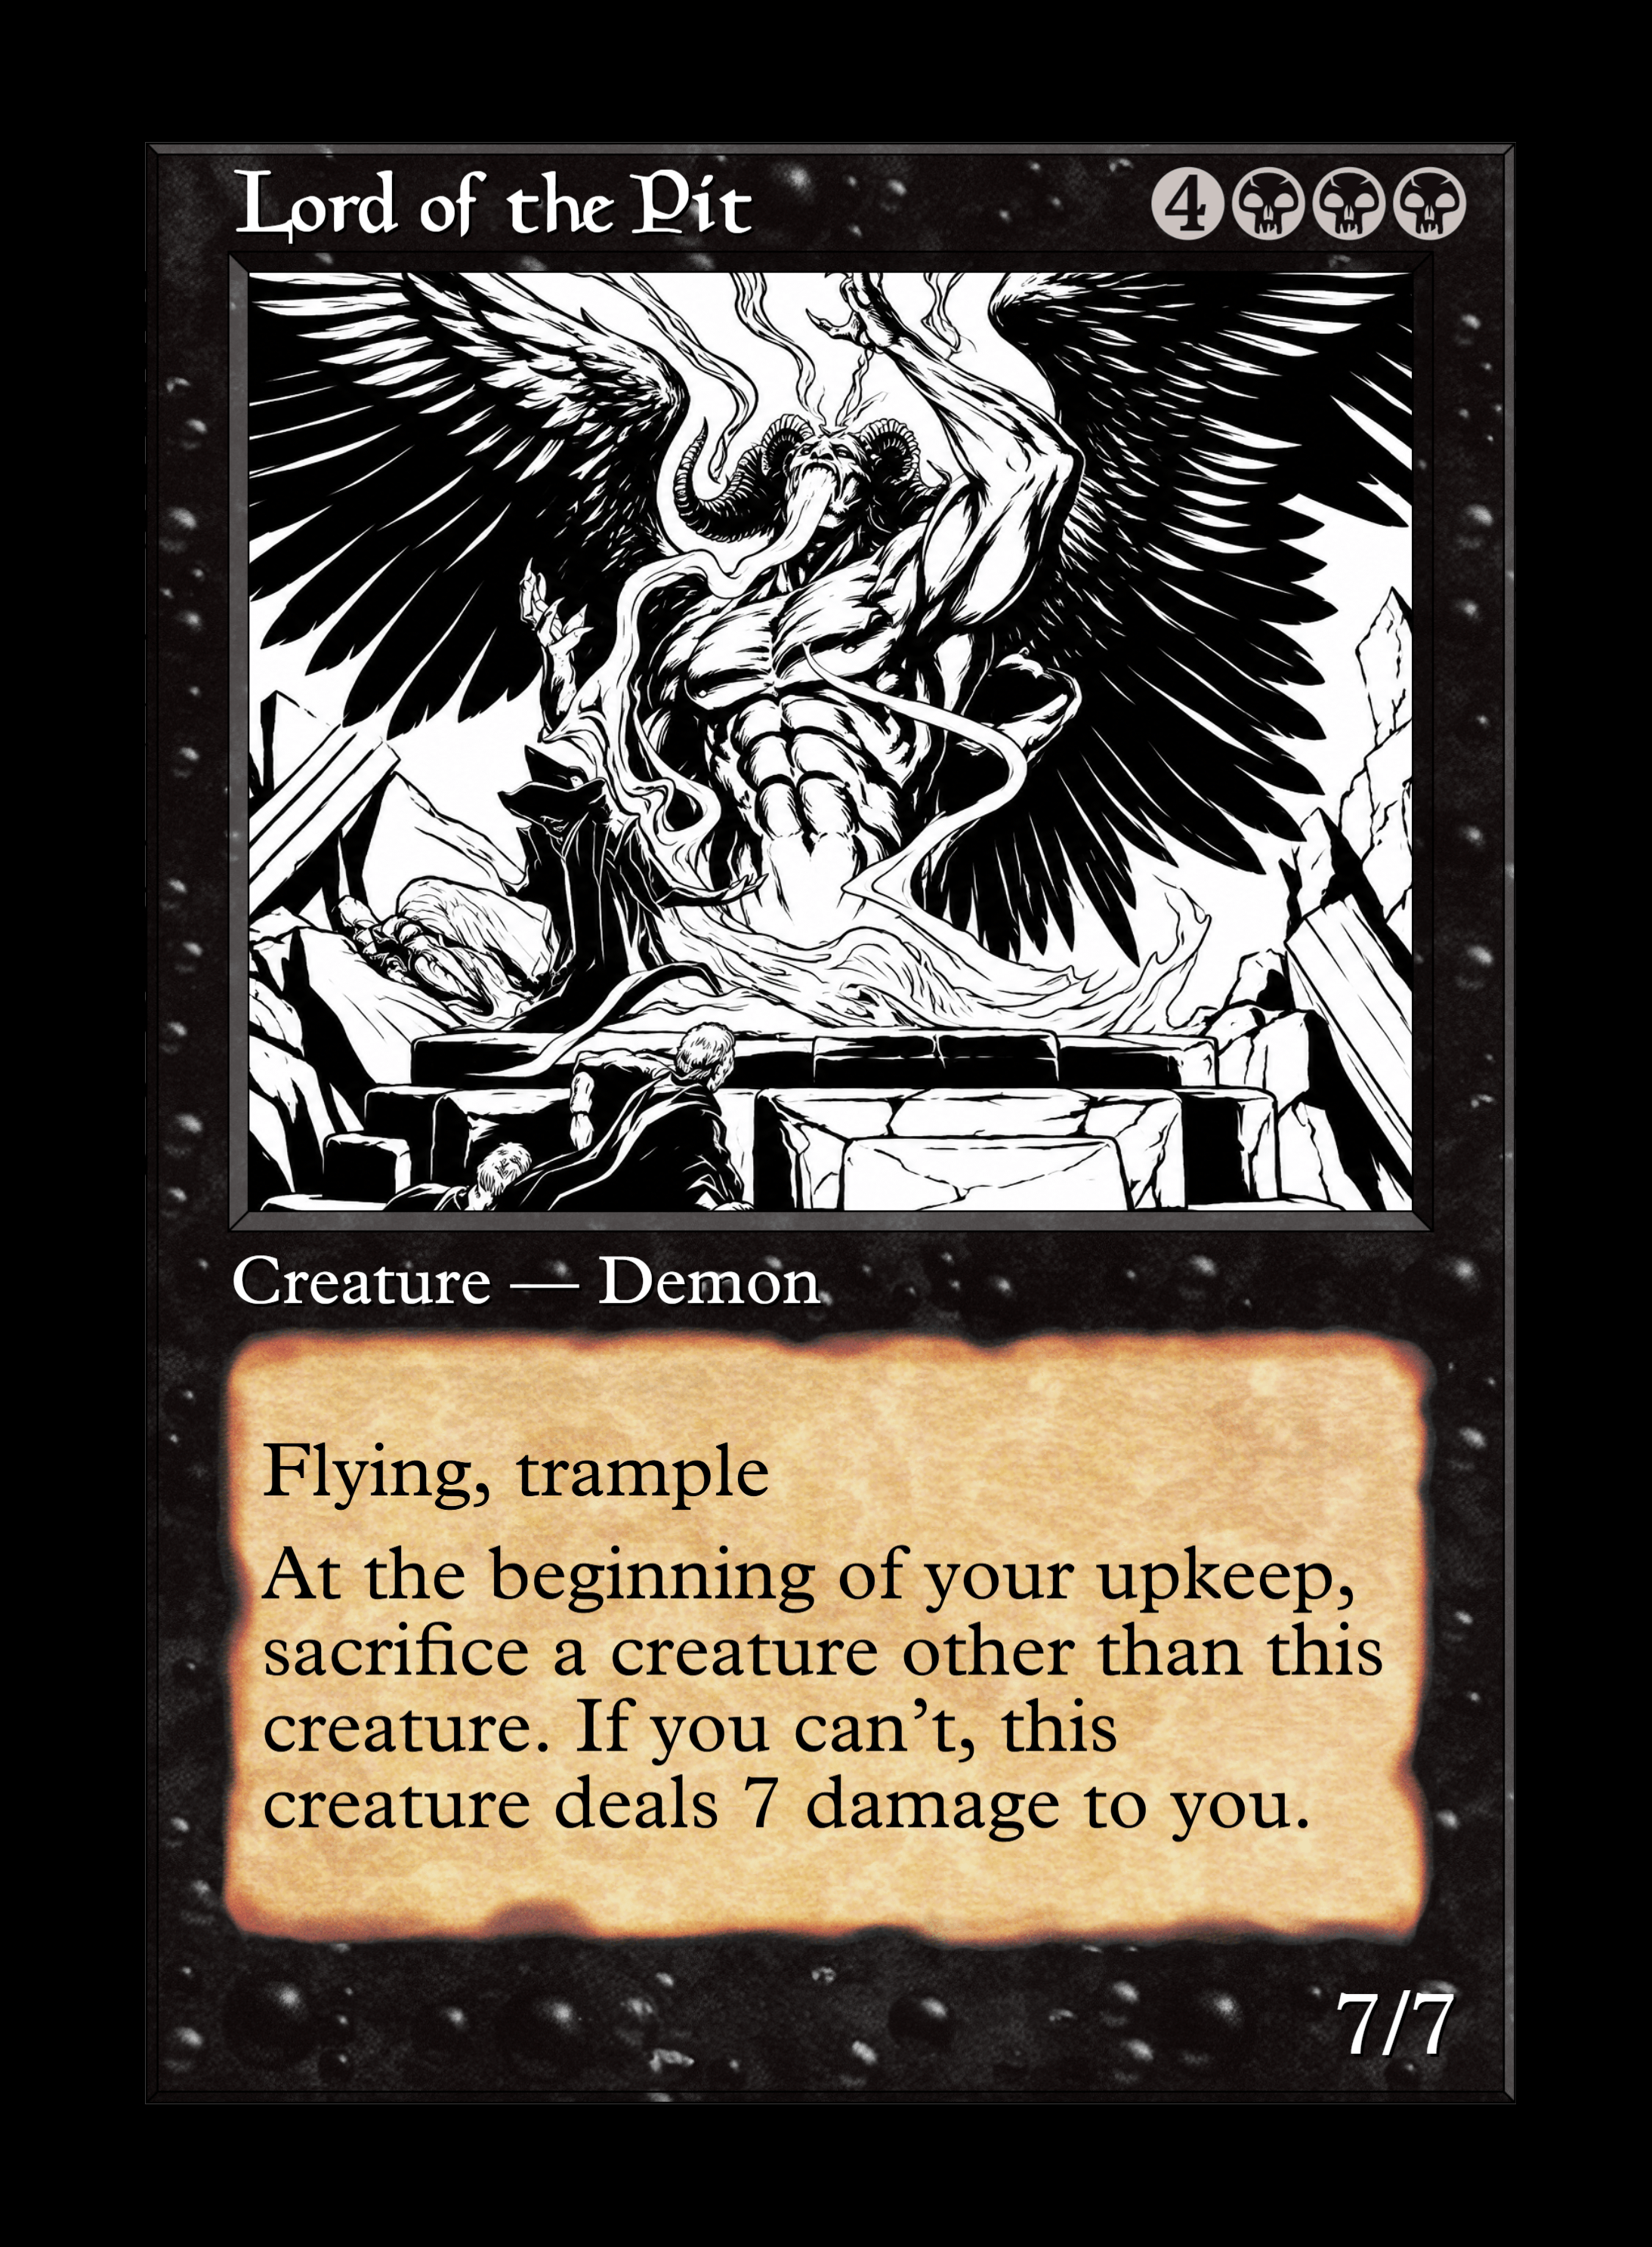 Lord of the Pit
4
Creature — Demon
Flying, trample
At the beginning of your upkeep,
sacrifice a creature other than this
creature. If you can’t, this
creature deals 7 damage to you.
7/7